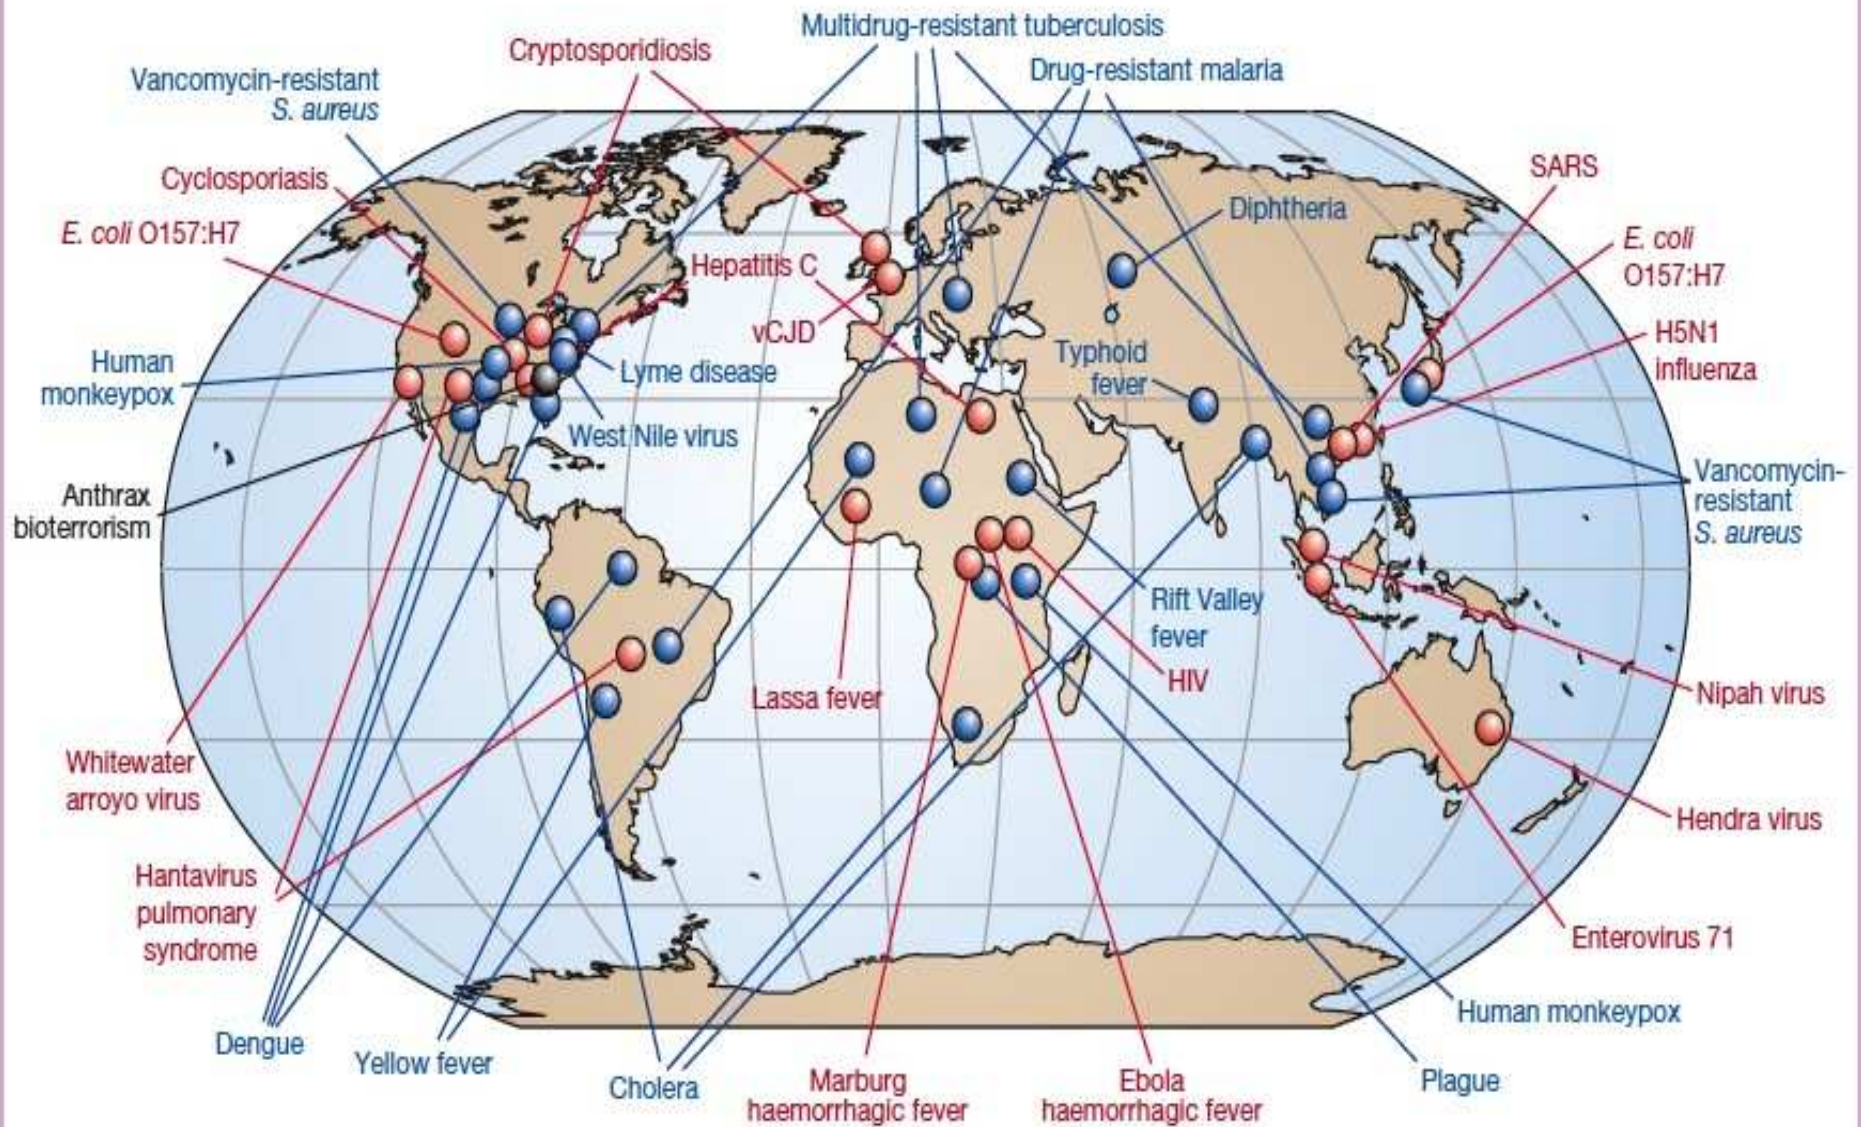 Multidrug-resistant tuberculosis
Cryptosporidiosis
Drug-resistant malaria
Vancomycin-resistant
S. aureus
Cyclosporiasis
SARS
E. coli O157:H7
Diphtheria
E. coli
O157:H7
Hepatitis C
vCJD
H5N1
influenza
Human
monkeypox
Lyme disease
Typhoid
fever
West Nile virus
Anthrax
bioterrorism
Vancomycin-
resistant
S. aureus
Rift Valley
fever
HIV
Lassa fever
Nipah virus
Whitewater
arroyo virus
Hendra virus
Hantavirus
pulmonary
syndrome
Enterovirus 71
Human monkeypox
Dengue
Yellow fever
Cholera
Marburg
haemorrhagic fever
Ebola
haemorrhagic fever
Plague